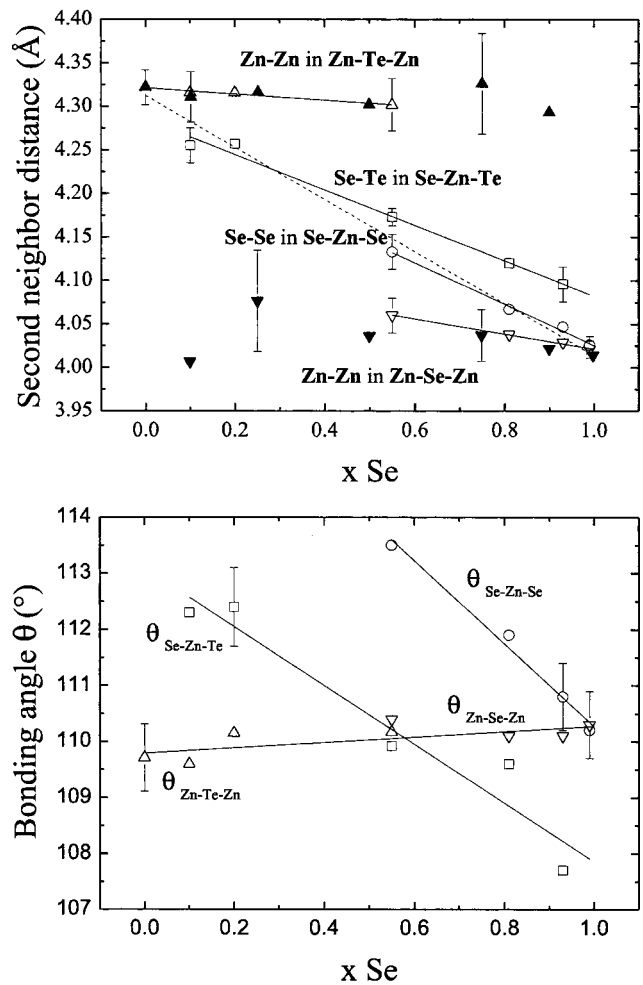 Second neighbor distance (Å)
4.40
4.35
4.30
4.25
4.20
4.15
4.10
4.05
4.00
3.95
Zn-Zn in Zn-Te-Zn
Se-Te in Se-Zn-Te
Se-Se in Se-Zn-Se
Zn-Zn in Zn-Se-Zn
0.0 0.2 0.4 0.6 0.8 1.0
x Se
Bonding angle θ (°)
114
113
112
111
110
109
108
107
θ Se-Zn-Se
θ Se-Zn-Te
θ Zn-Se-Zn
θ Zn-Te-Zn
0.0 0.2 0.4 0.6 0.8 1.0
x Se